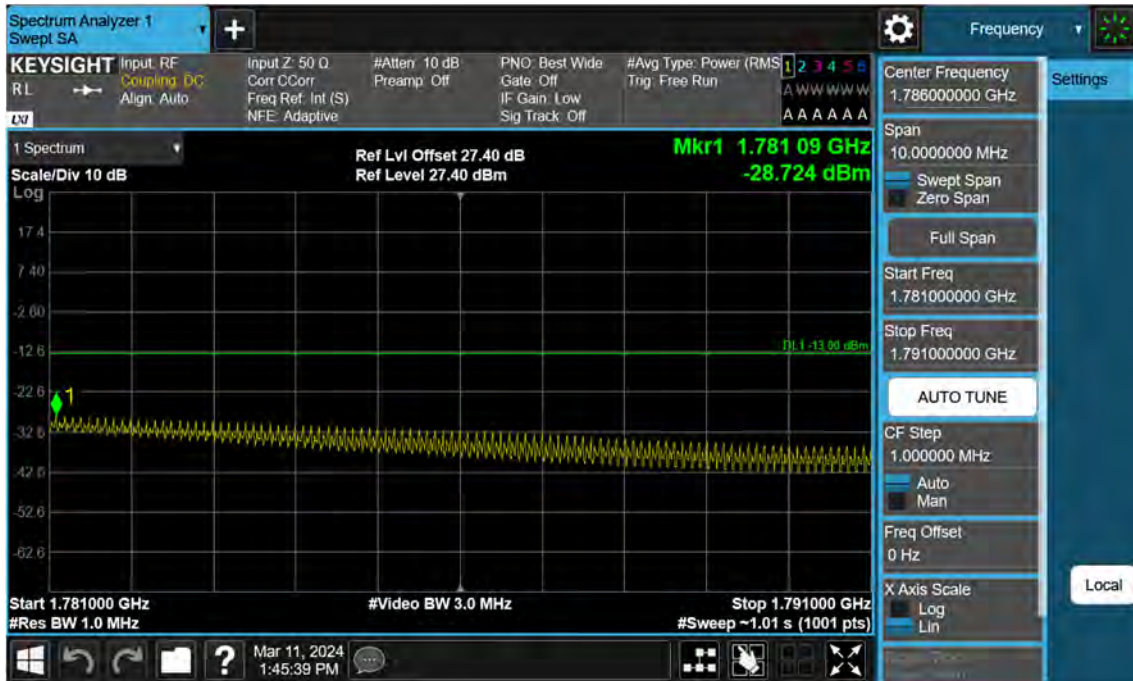 Spectrum Analyzer 1
Swept SA
+
Frequency
KEYSIGHT
RL
LXI
Input: RF
Coupling: DC
Align: Auto
Input Z: 50 Ω
Corr CCorr
Freq Ref: Int (S)
NFE: Adaptive
#Atten: 10 dB
Preamp: Off
PNO: Best Wide
Gate: Off
IF Gain: Low
Sig Track: Off
#Avg Type: Power (RMS
Trig: Free Run
1 2 3 4 5 6
A W W W W W
A A A A A A
1 Spectrum
Scale/Div 10 dB
Ref Lvl Offset 27.40 dB
Ref Level 27.40 dBm
Mkr1 1.781 09 GHz
-28.724 dBm
Log
17.4
7.40
-2.60
-12.6
DL1 -13.00 dBm
-22.6
1
-32.6
-42.6
-52.6
-62.6
Start 1.781000 GHz
#Video BW 3.0 MHz
Stop 1.791000 GHz
#Res BW 1.0 MHz
#Sweep ~1.01 s (1001 pts)
Center Frequency
1.786000000 GHz
Settings
Span
10.0000000 MHz
Swept Span
Zero Span
Full Span
Start Freq
1.781000000 GHz
Stop Freq
1.791000000 GHz
AUTO TUNE
CF Step
1.000000 MHz
Auto
Man
Freq Offset
0 Hz
X Axis Scale
Log
Lin
Local
?
Mar 11, 2024
1:45:39 PM